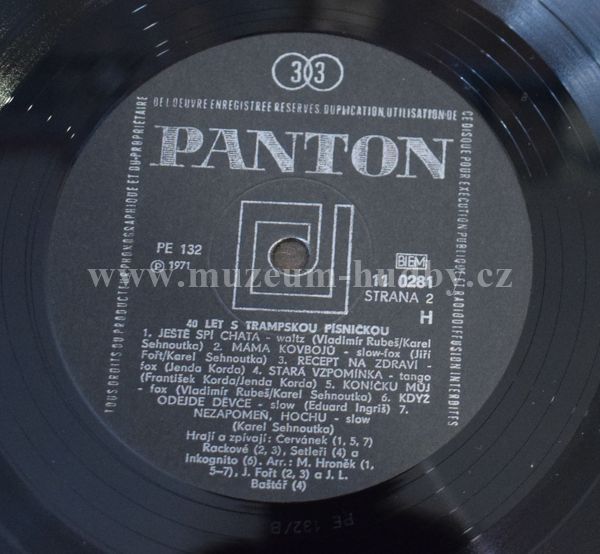 33
TOUS DROITS DU PRODUCTEUR PHONOGRAPHIQUE ET DU PROPRIÉTAIRE
DE L'OEUVRE ENREGISTREE RESERVES. DUPLICATION, UTILISATION DE
CE DISQUE POUR EXECUTION PUBLIQUE ET RADIODIFFUSION INTERDITES
PANTON
PE 132
℗ 1971
BIEM
11 0281
STRANA 2
H
www.muzeum-hudby.cz
40 LET S TRAMPSKOU PÍSNIČKOU
1. JEŠTĚ SPÍ CHATA - waltz (Vladimír Rubeš/Karel
Sehnoutka) 2. MÁMA KOVBOJŮ - slow-fox (Jiří
Fořt/Karel Sehnoutka) 3. RECEPT NA ZDRAVÍ -
fox (Jenda Korda) 4. STARÁ VZPOMÍNKA - tango
(František Korda/Jenda Korda) 5. KONÍČKU MŮJ
- fox (Vladimír Rubeš/Karel Sehnoutka) 6. KDYŽ
ODEJDE DĚVČE - slow (Eduard Ingriš) 7.
NEZAPOMEŇ, HOCHU - slow
(Karel Sehnoutka)
Hrají a zpívají: Červánek (1, 5, 7)
Rackové (2, 3), Setleři (4) a
Inkognito (6). Arr.: M. Hroněk (1,
5-7), J. Fořt (2, 3) a J. L.
Baštář (4)
PE 132/B